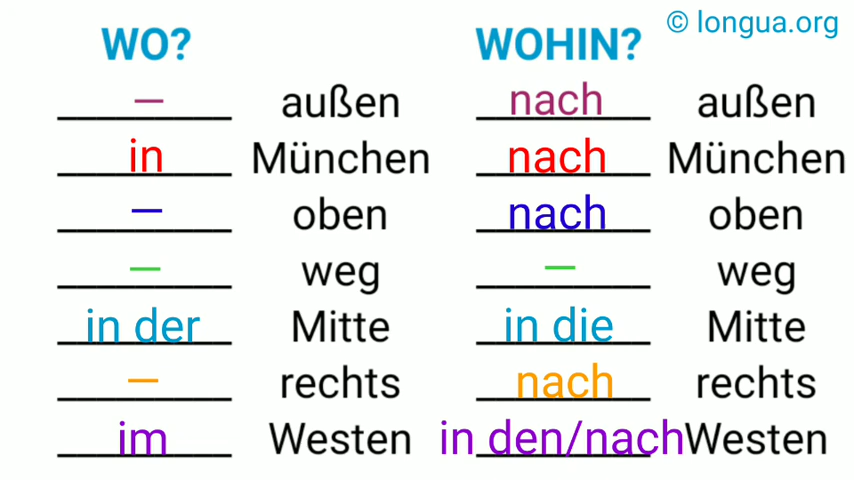 © longua.org
WO? WOHIN?
— außen nach außen
in München nach München
— oben nach oben
— weg — weg
in der Mitte in die Mitte
— rechts nach rechts
im Westen in den/nach Westen